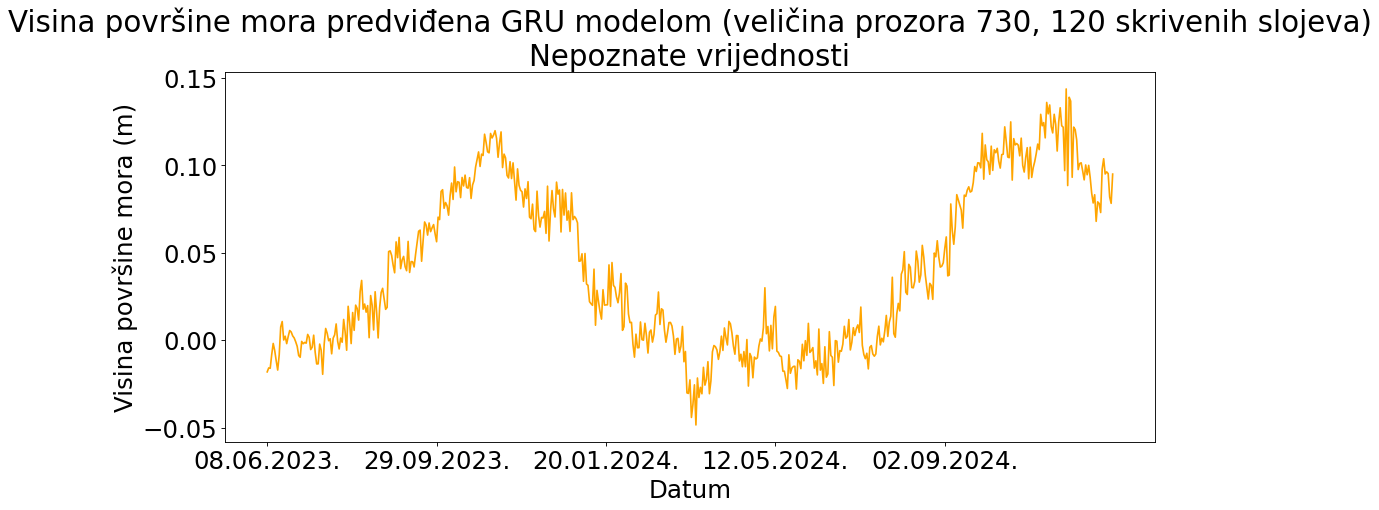 Visina površine mora predviđena GRU modelom (veličina prozora 730, 120 skrivenih slojeva)
Nepoznate vrijednosti
Visina površine mora (m)
0.15
0.10
0.05
0.00
−0.05
08.06.2023. 29.09.2023. 20.01.2024. 12.05.2024. 02.09.2024.
Datum